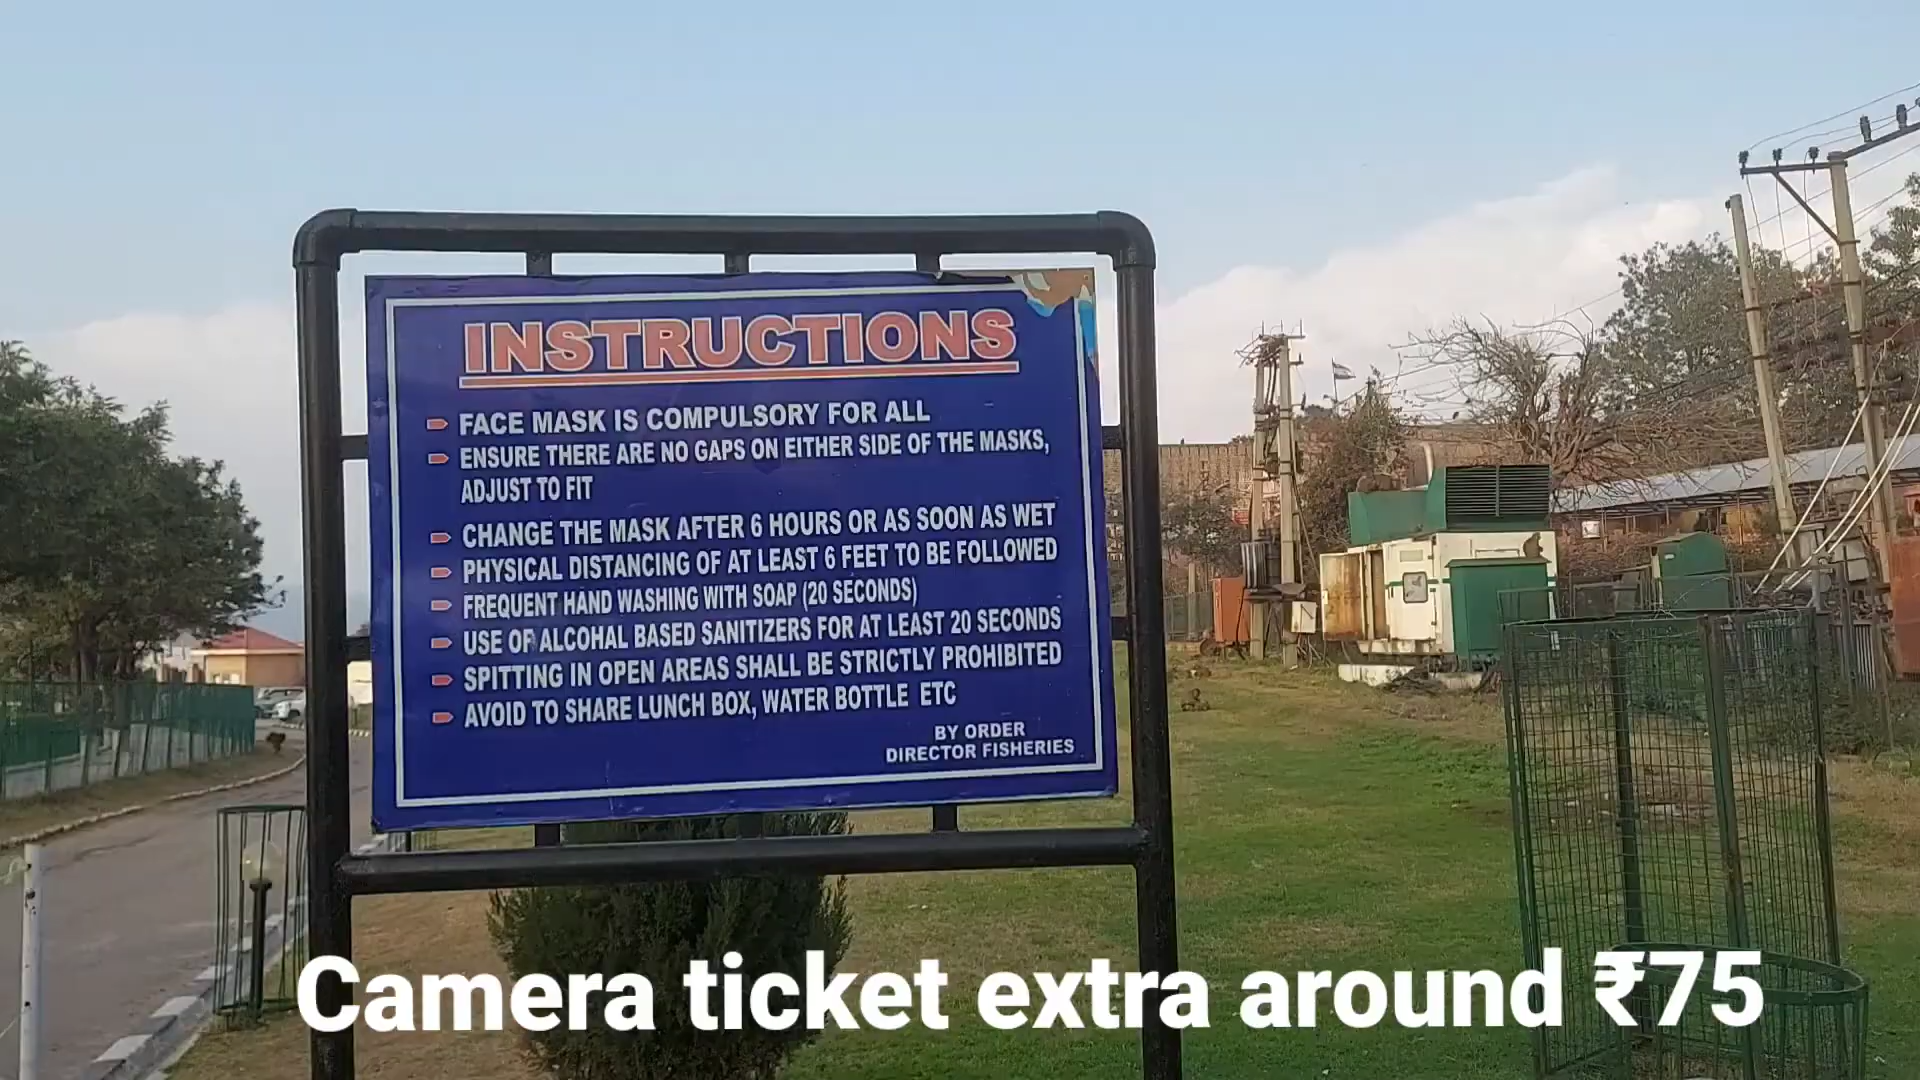 INSTRUCTIONS
FACE MASK IS COMPULSORY FOR ALL
ENSURE THERE ARE NO GAPS ON EITHER SIDE OF THE MASKS,
ADJUST TO FIT
CHANGE THE MASK AFTER 6 HOURS OR AS SOON AS WET
PHYSICAL DISTANCING OF AT LEAST 6 FEET TO BE FOLLOWED
FREQUENT HAND WASHING WITH SOAP (20 SECONDS)
USE OF ALCOHAL BASED SANITIZERS FOR AT LEAST 20 SECONDS
SPITTING IN OPEN AREAS SHALL BE STRICTLY PROHIBITED
AVOID TO SHARE LUNCH BOX, WATER BOTTLE ETC
BY ORDER
DIRECTOR FISHERIES
Camera ticket extra around ₹75